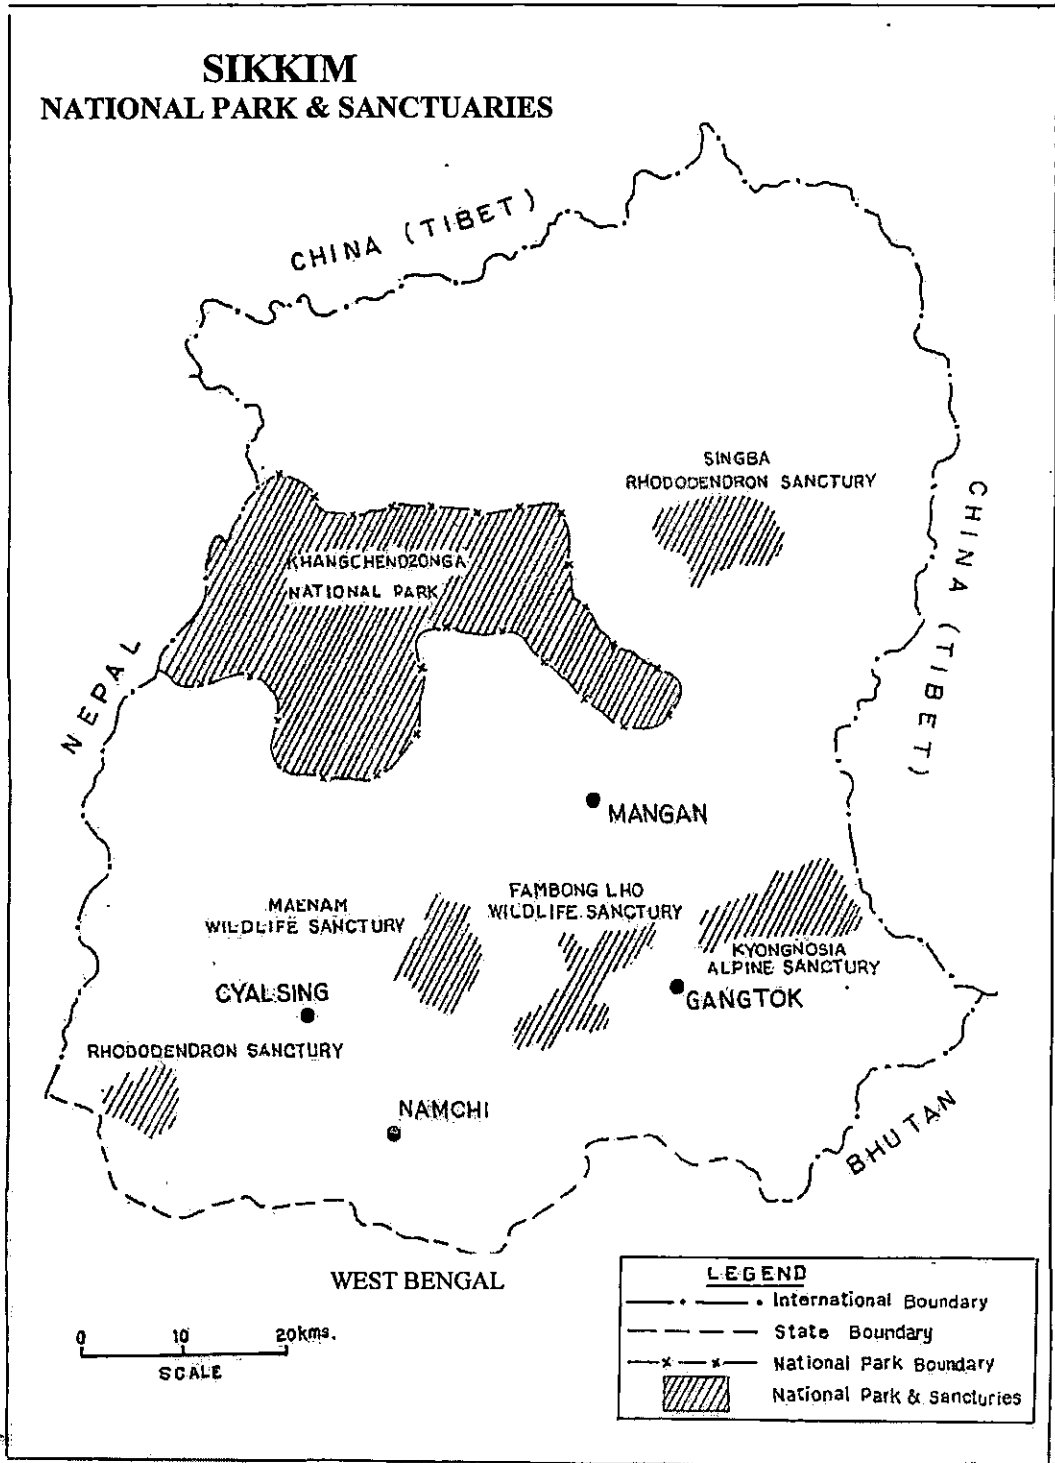 SIKKIM
NATIONAL PARK & SANCTUARIES
CHINA (TIBET)
SINGBA
RHODODENDRON SANCTURY
CHINA (TIBET)
KHANGCHENDZONGA
NATIONAL PARK
NEPAL
MANGAN
FAMBONG LHO
WILDLIFE SANCTURY
MAENAM
WILDLIFE SANCTURY
KYONGNOSIA
ALPINE SANCTURY
GYALSING
GANGTOK
RHODODENDRON SANCTURY
NAMCHI
BHUTAN
WEST BENGAL
LEGEND
International Boundary
State Boundary
National Park Boundary
National Park & Sancturies
0 10 20kms.
SCALE